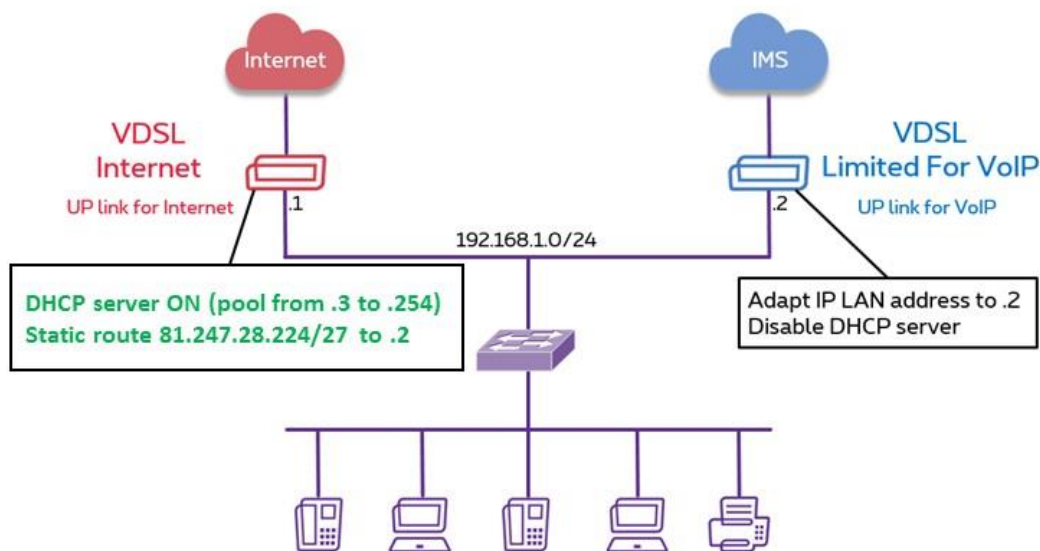 Internet
IMS
VDSL
Internet
UP link for Internet
.1
VDSL
Limited For VoIP
UP link for VoIP
.2
192.168.1.0/24
DHCP server ON (pool from .3 to .254)
Static route 81.247.28.224/27 to .2
Adapt IP LAN address to .2
Disable DHCP server